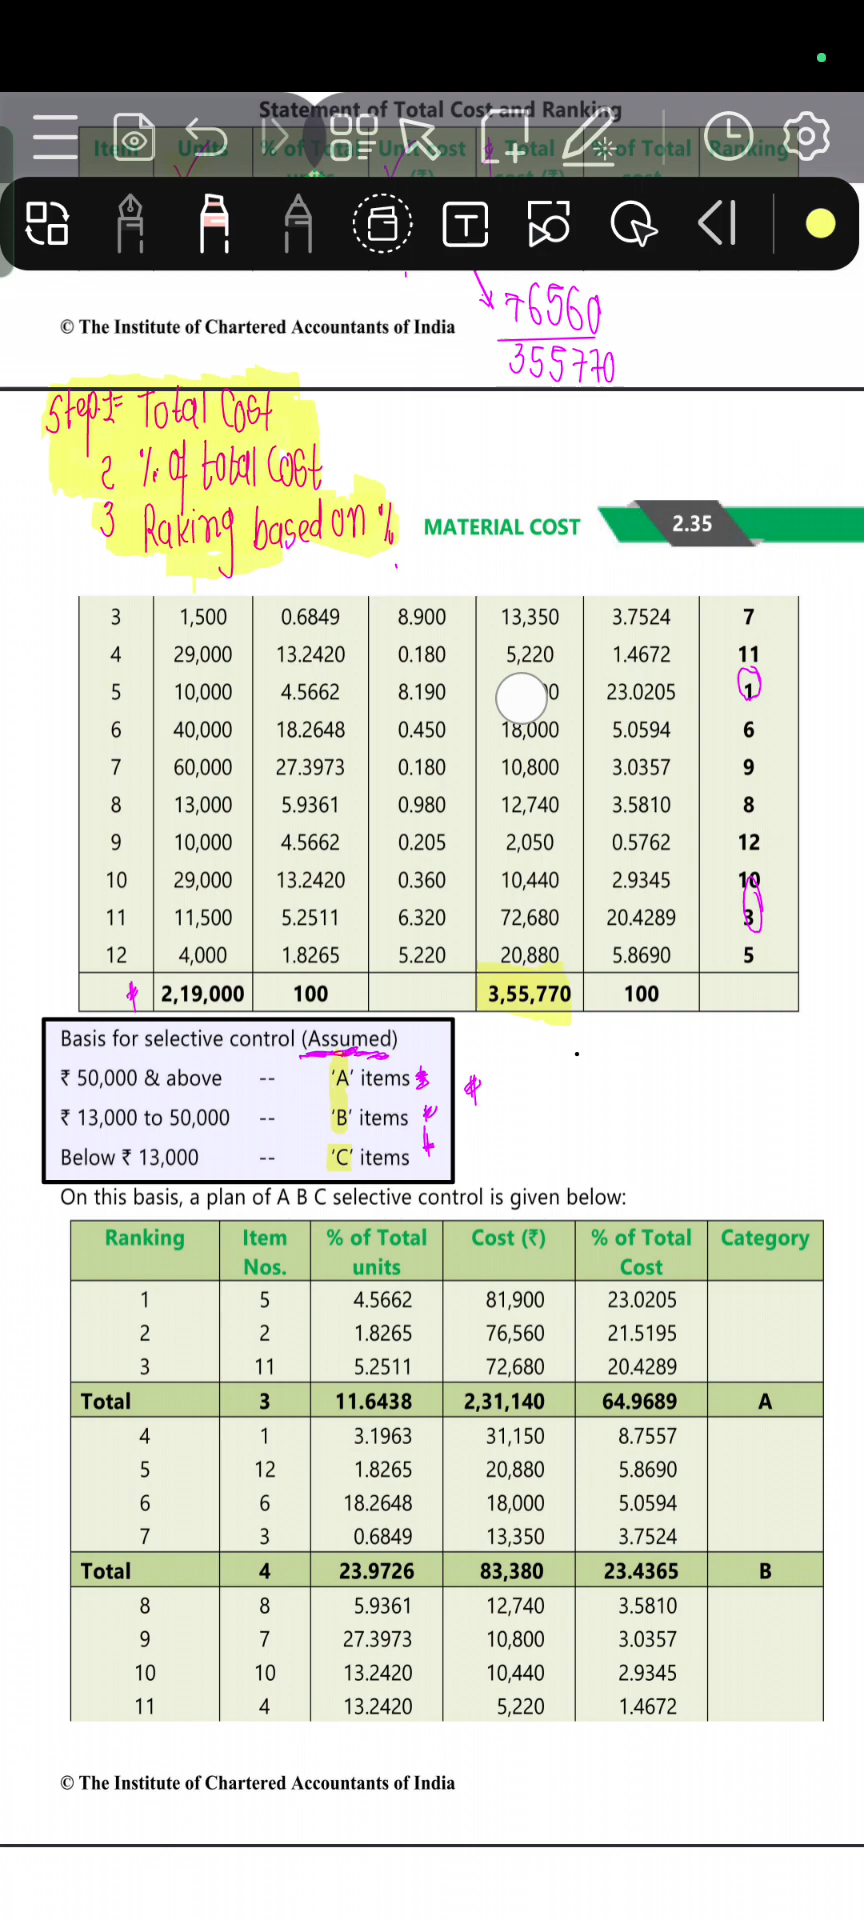 Statement of Total Cost and Ranking
Item Units % of Total Unit cost Total % of Total Ranking
© The Institute of Chartered Accountants of India
76560
355770
Step 1= Total Cost
2 % of total cost
3 Raking based on %
MATERIAL COST 2.35
3 1,500 0.6849 8.900 13,350 3.7524 7
4 29,000 13.2420 0.180 5,220 1.4672 11
5 10,000 4.5662 8.190 23.0205 1
6 40,000 18.2648 0.450 18,000 5.0594 6
7 60,000 27.3973 0.180 10,800 3.0357 9
8 13,000 5.9361 0.980 12,740 3.5810 8
9 10,000 4.5662 0.205 2,050 0.5762 12
10 29,000 13.2420 0.360 10,440 2.9345 10
11 11,500 5.2511 6.320 72,680 20.4289 3
12 4,000 1.8265 5.220 20,880 5.8690 5
2,19,000 100 3,55,770 100
Basis for selective control (Assumed)
₹ 50,000 & above -- 'A' items
₹ 13,000 to 50,000 -- 'B' items
Below ₹ 13,000 -- 'C' items
On this basis, a plan of A B C selective control is given below:
Ranking Item Nos. % of Total units Cost (₹) % of Total Cost Category
1 5 4.5662 81,900 23.0205
2 2 1.8265 76,560 21.5195
3 11 5.2511 72,680 20.4289
Total 3 11.6438 2,31,140 64.9689 A
4 1 3.1963 31,150 8.7557
5 12 1.8265 20,880 5.8690
6 6 18.2648 18,000 5.0594
7 3 0.6849 13,350 3.7524
Total 4 23.9726 83,380 23.4365 B
8 8 5.9361 12,740 3.5810
9 7 27.3973 10,800 3.0357
10 10 13.2420 10,440 2.9345
11 4 13.2420 5,220 1.4672
© The Institute of Chartered Accountants of India